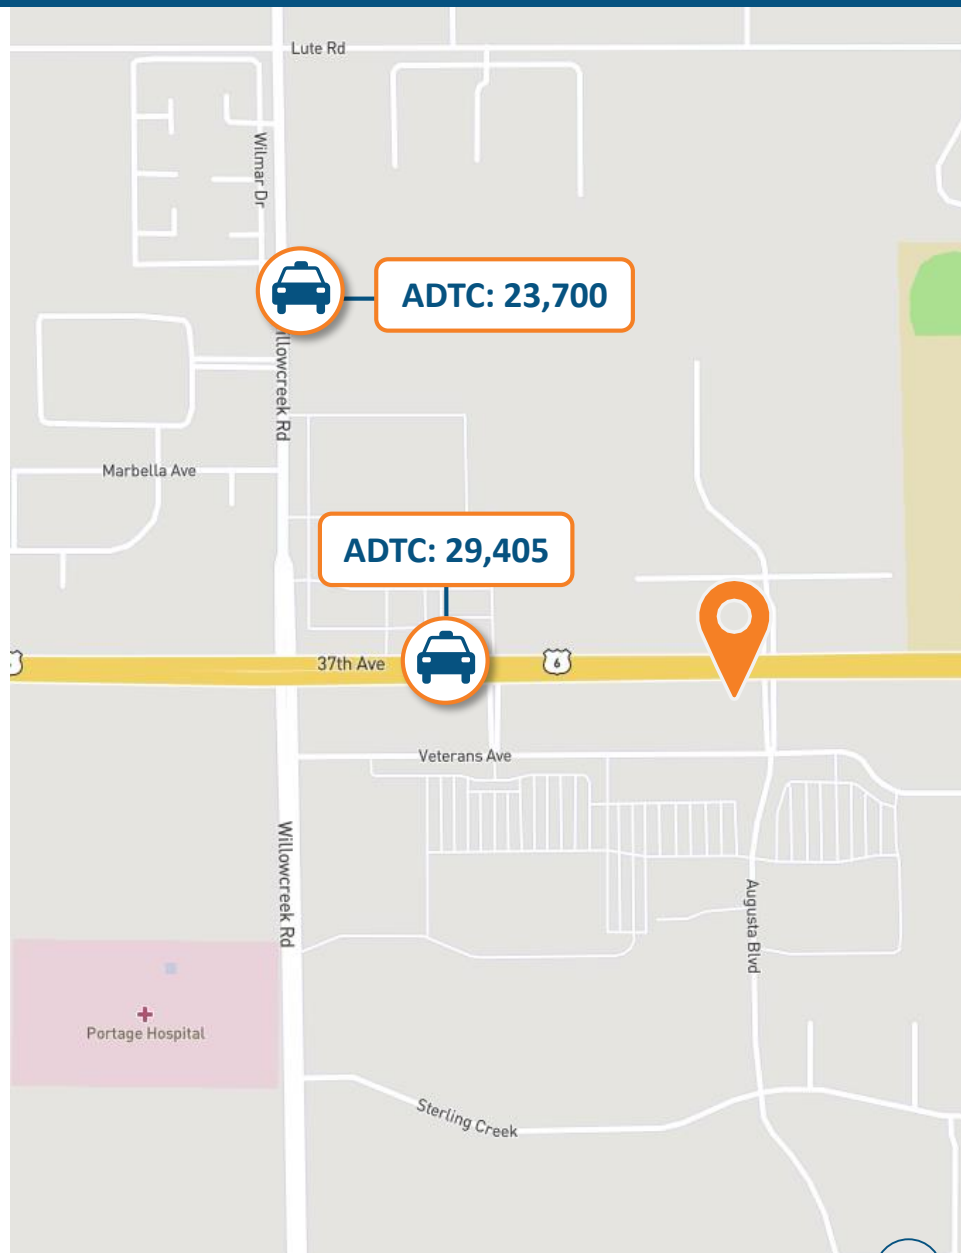 Lute Rd
Wilmar Dr
ADTC: 23,700
illowcreek Rd
Marbella Ave
ADTC: 29,405
37th Ave
6
Veterans Ave
Willowcreek Rd
Augusta Blvd
Portage Hospital
Sterling Creek